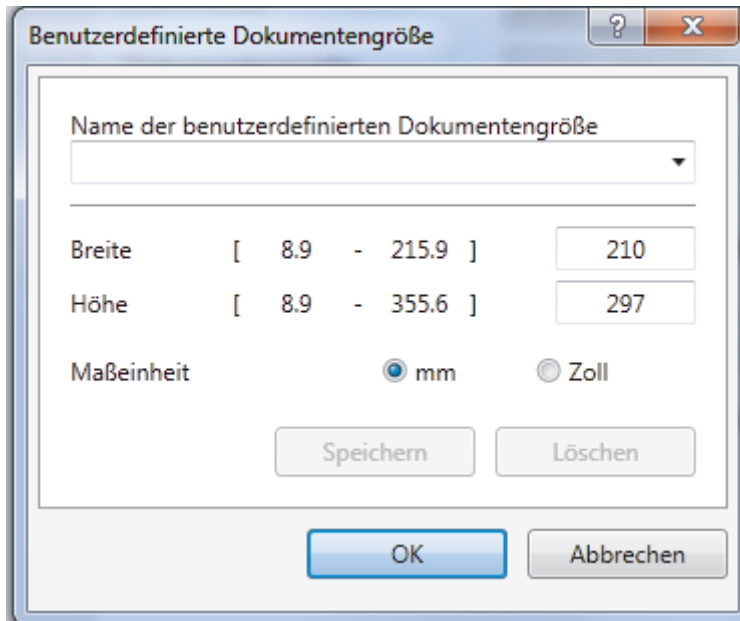 Benutzerdefinierte Dokumentengröße
Name der benutzerdefinierten Dokumentengröße
Breite [ 8.9 - 215.9 ] 210
Höhe [ 8.9 - 355.6 ] 297
Maßeinheit mm Zoll
Speichern Löschen
OK Abbrechen